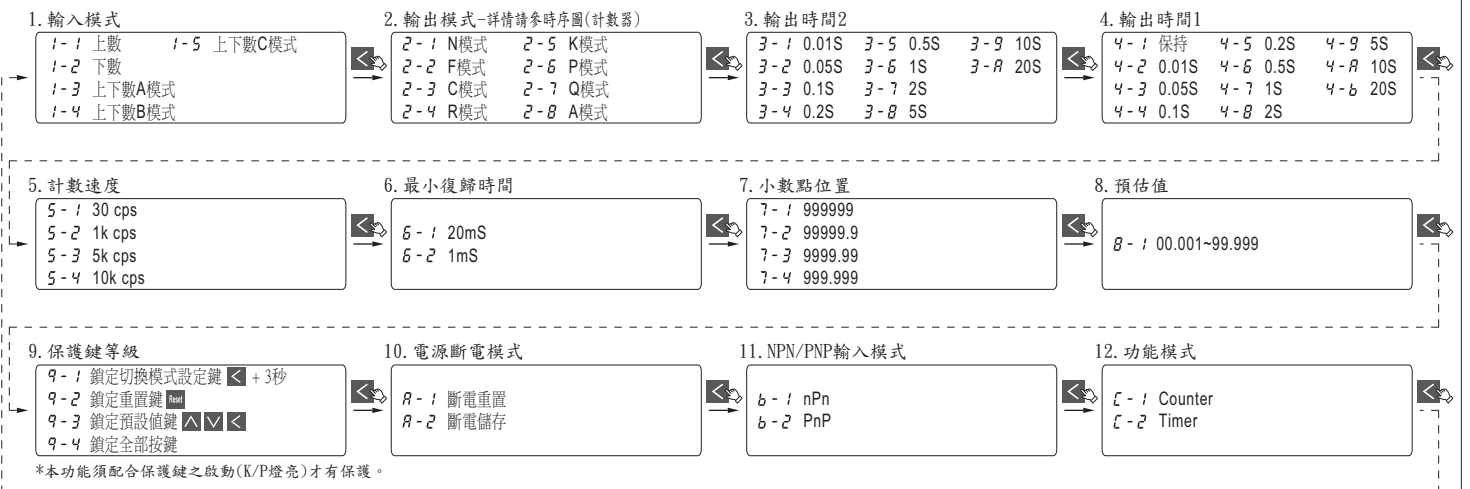 1.輸入模式
1-1 上數 1-5 上下數C模式
1-2 下數
1-3 上下數A模式
1-4 上下數B模式
2.輸出模式-詳情請參時序圖(計數器)
2-1 N模式 2-5 K模式
2-2 F模式 2-6 P模式
2-3 C模式 2-7 Q模式
2-4 R模式 2-8 A模式
3.輸出時間2
3-1 0.01S 3-5 0.5S 3-9 10S
3-2 0.05S 3-6 1S 3-A 20S
3-3 0.1S 3-7 2S
3-4 0.2S 3-8 5S
4.輸出時間1
4-1 保持 4-5 0.2S 4-9 5S
4-2 0.01S 4-6 0.5S 4-A 10S
4-3 0.05S 4-7 1S 4-b 20S
4-4 0.1S 4-8 2S
5.計數速度
5-1 30 cps
5-2 1k cps
5-3 5k cps
5-4 10k cps
6.最小復歸時間
6-1 20mS
6-2 1mS
7.小數點位置
7-1 999999
7-2 99999.9
7-3 9999.99
7-4 999.999
8.預估值
8-1 00.001~99.999
9.保護鍵等級
9-1 鎖定切換模式設定鍵 < + 3秒
9-2 鎖定重置鍵 Reset
9-3 鎖定預設值鍵 ∧ ∨ <
9-4 鎖定全部按鍵
*本功能須配合保護鍵之啟動(K/P燈亮)才有保護。
10.電源斷電模式
A-1 斷電重置
A-2 斷電儲存
11.NPN/PNP輸入模式
b-1 nPn
b-2 PnP
12.功能模式
C-1 Counter
C-2 Timer